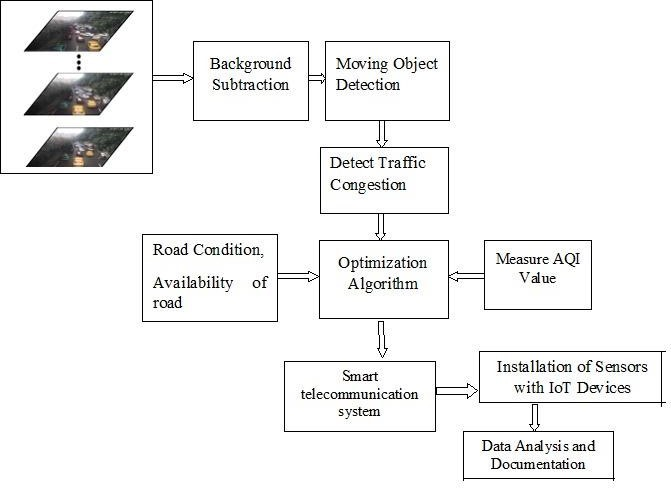 Background
Subtraction
Moving Object
Detection
Detect Traffic
Congestion
Road Condition,
Availability of
road
Optimization
Algorithm
Measure AQI
Value
Smart
telecommunication
system
Installation of Sensors
with IoT Devices
Data Analysis and
Documentation